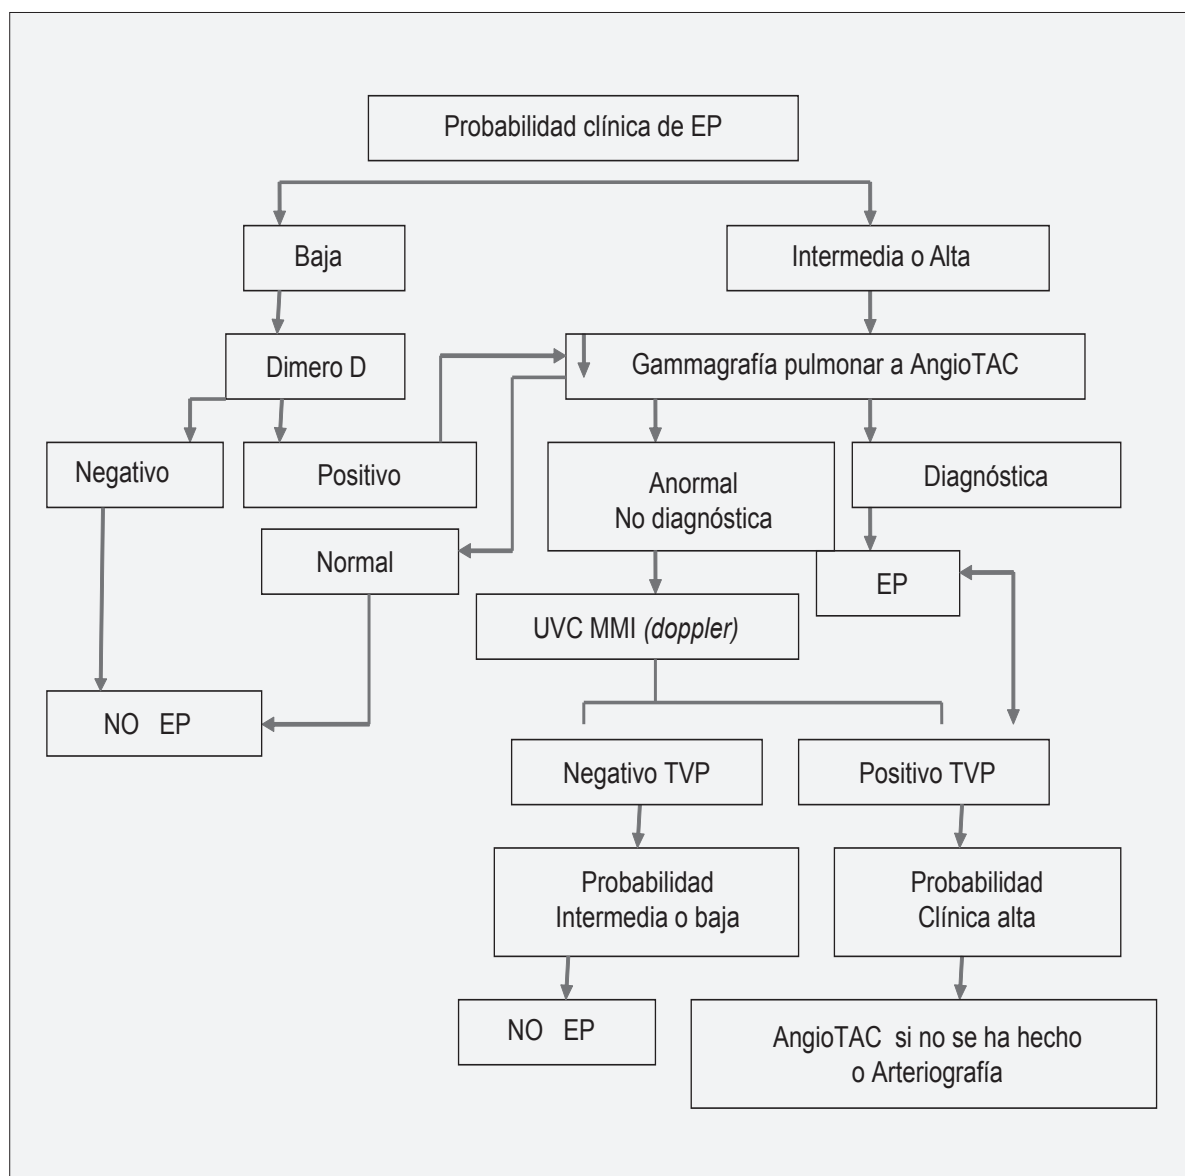 Probabilidad clínica de EP
Baja
Intermedia o Alta
Dimero D
Gammagrafía pulmonar a AngioTAC
Negativo
Positivo
Anormal
No diagnóstica
Diagnóstica
Normal
EP
UVC MMI (doppler)
NO EP
Negativo TVP
Positivo TVP
Probabilidad
Intermedia o baja
Probabilidad
Clínica alta
NO EP
AngioTAC si no se ha hecho
o Arteriografía